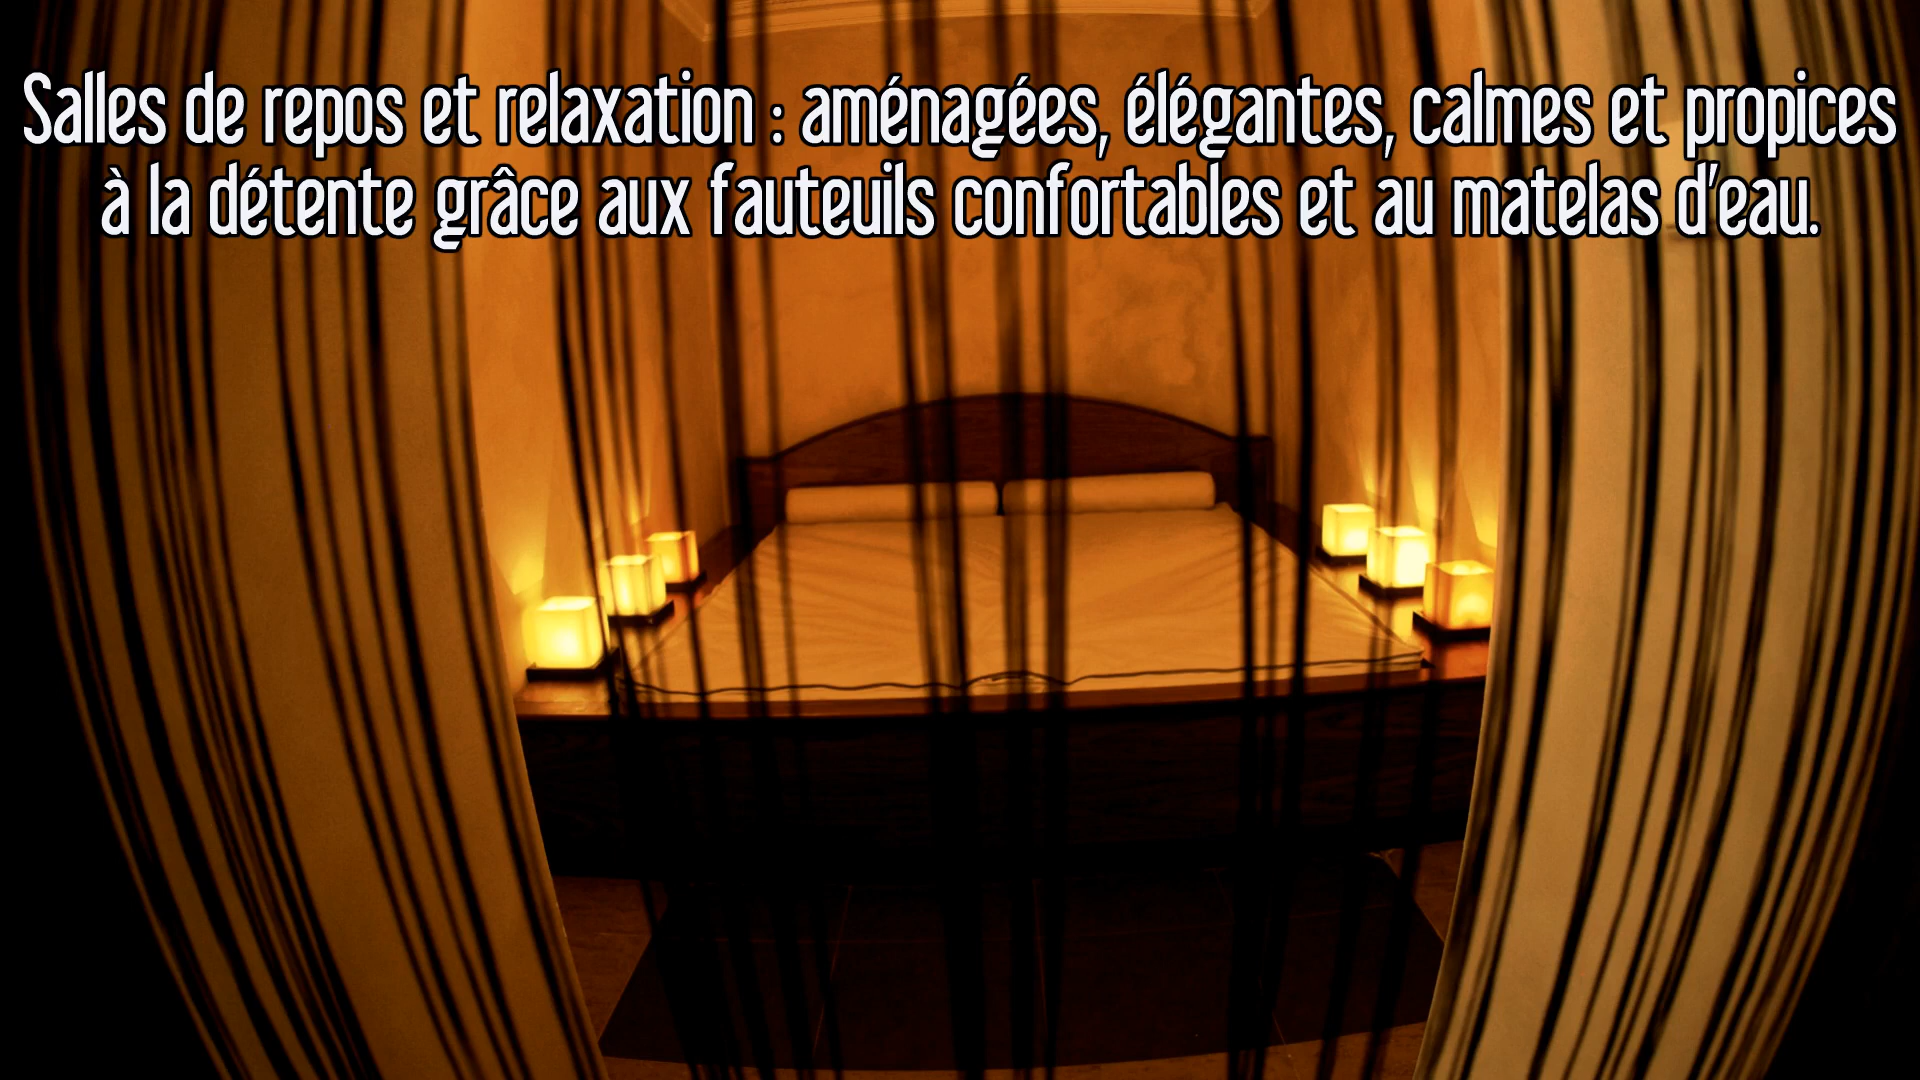 Salles de repos et relaxation : aménagées, élégantes, calmes et propices
à la détente grâce aux fauteuils confortables et au matelas d'eau.